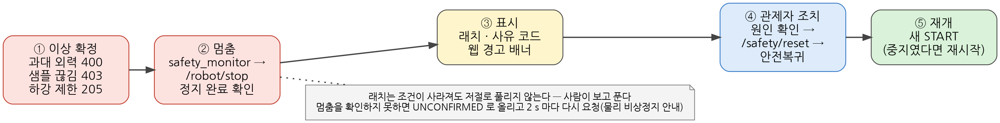 ① 이상 확정
과대 외력 400
샘플 끊김 403
하강 제한 205
② 멈춤
safety_monitor →
/robot/stop
정지 완료 확인
③ 표시
래치 · 사유 코드
웹 경고 배너
④ 관제자 조치
원인 확인 →
/safety/reset →
안전복귀
⑤ 재개
새 START
(중지였다면 재시작)
래치는 조건이 사라져도 저절로 풀리지 않는다 — 사람이 보고 푼다
멈춤을 확인하지 못하면 UNCONFIRMED 로 올리고 2 s 마다 다시 요청(물리 비상정지 안내)